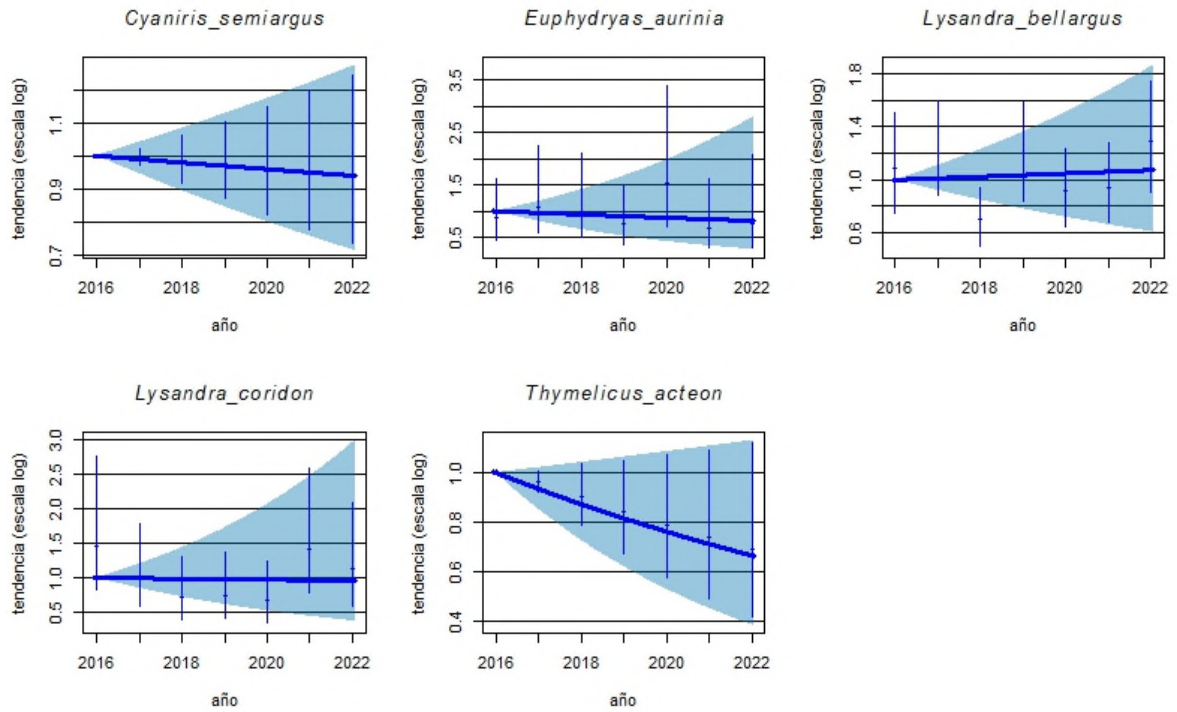 Cyaniris_semiargus
tendencia (escala log)
1.1
0.9
0.7
2016 2018 2020 2022
año
Euphydryas_aurinia
tendencia (escala log)
3.5
2.5
1.5
0.5
2016 2018 2020 2022
año
Lysandra_bellargus
tendencia (escala log)
1.8
1.4
1.0
0.6
2016 2018 2020 2022
año
Lysandra_coridon
tendencia (escala log)
3.0
2.5
2.0
1.5
1.0
0.5
2016 2018 2020 2022
año
Thymelicus_acteon
tendencia (escala log)
1.0
0.8
0.6
0.4
2016 2018 2020 2022
año